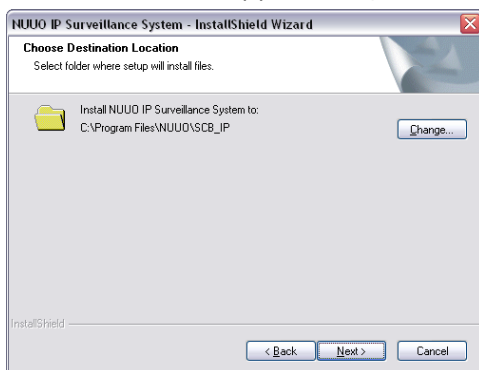 NUUO IP Surveillance System - InstallShield Wizard
Choose Destination Location
Select folder where setup will install files.
Install NUUO IP Surveillance System to:
C:\Program Files\NUUO\SCB_IP
Change...
InstallShield
< Back
Next >
Cancel